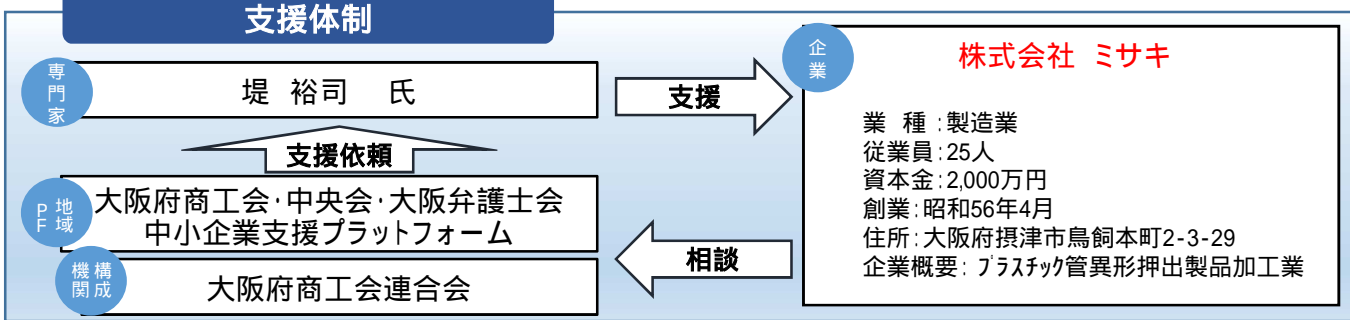 支援体制
専門家
堤 裕司 氏
支援
支援依頼
地域PF
大阪府商工会･中央会･大阪弁護士会
中小企業支援プラットフォーム
構成機関
大阪府商工会連合会
相談
企業
株式会社 ミサキ
業 種：製造業
従業員：25人
資本金：2,000万円
創業：昭和56年4月
住所：大阪府摂津市鳥飼本町2-3-29
企業概要： プラスチック管異形押出製品加工業